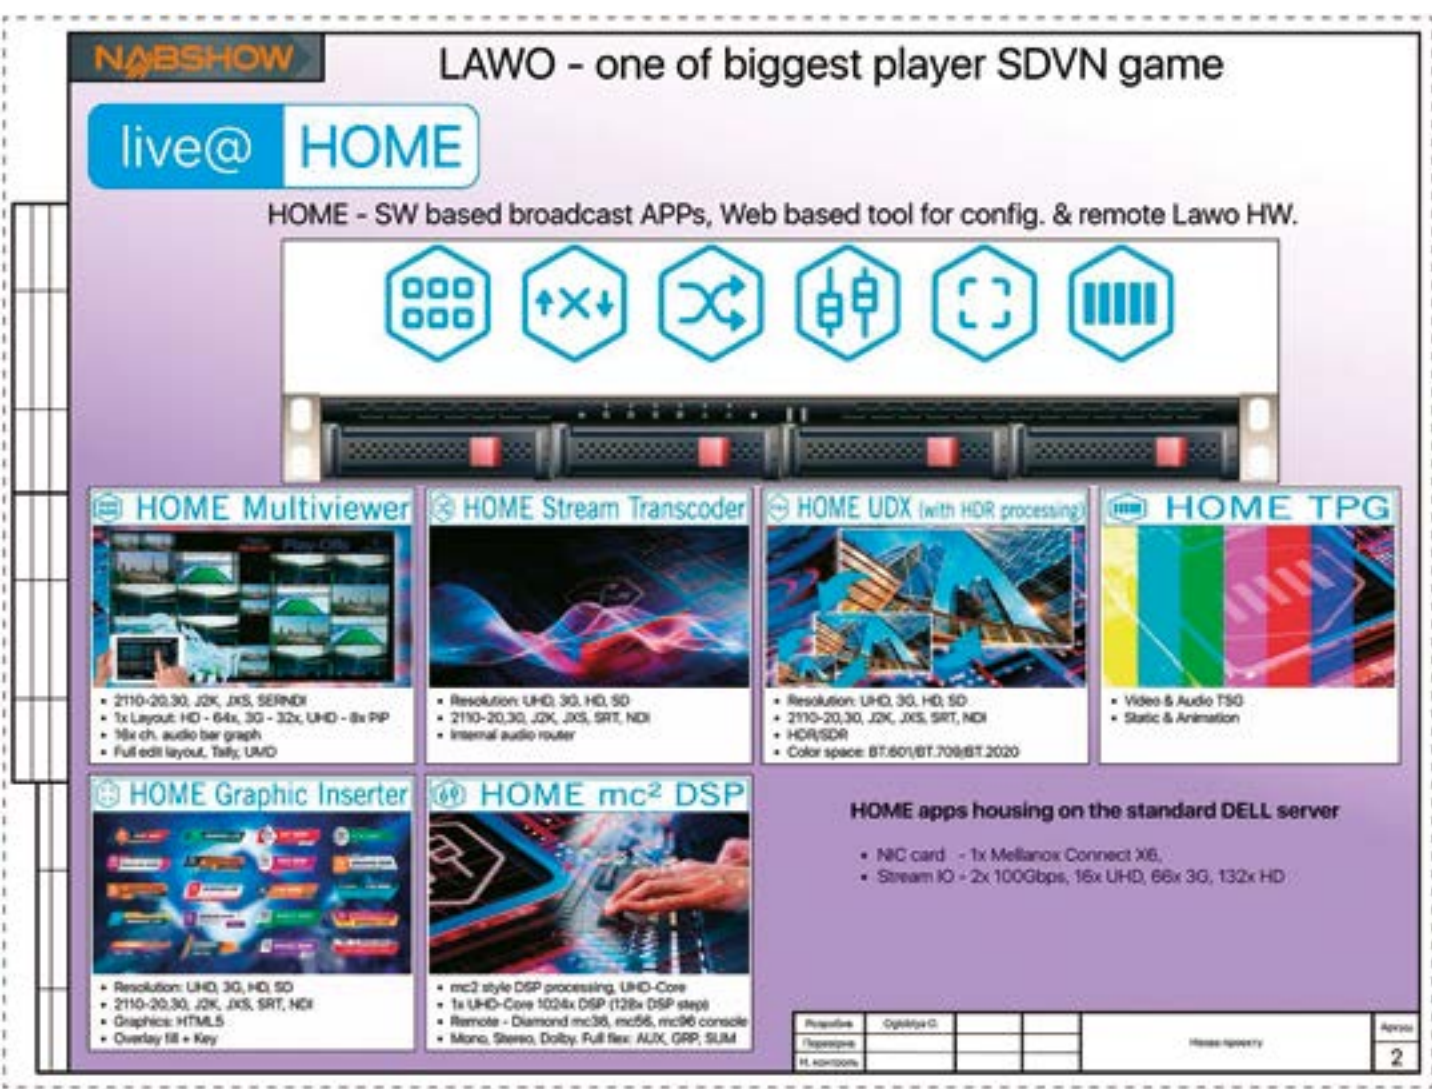 NABSHOW
LAWO - one of biggest player SDVN game
live@ HOME
HOME - SW based broadcast APPs, Web based tool for config. & remote Lawo HW.
HOME Multiviewer
2110-20,30, J2K, JXS, SERNDI
1x Layout: HD - 64x, 3G - 32x, UHD - 8x PiP
16x ch. audio bar graph
Full edit layout, Tally, UMD
HOME Stream Transcoder
Resolution: UHD, 3G, HD, SD
2110-20,30, J2K, JXS, SRT, NDI
Internal audio router
HOME UDX (with HDR processing)
Resolution: UHD, 3G, HD, SD
2110-20,30, J2K, JXS, SRT, NDI
HDR/SDR
Color space: BT.601/BT.709/BT.2020
HOME TPG
Video & Audio TSG
Static & Animation
HOME Graphic Inserter
Resolution: UHD, 3G, HD, SD
2110-20,30, J2K, JXS, SRT, NDI
Graphics: HTML5
Overlay fill + Key
HOME mc² DSP
mc2 style DSP processing, UHD-Core
1x UHD-Core 1024x DSP (128x DSP step)
Remote - Diamond mc36, mc56, mc96 console
Mono, Stereo, Dolby. Full flex: AUX, GRP, SUM
HOME apps housing on the standard DELL server
NIC card - 1x Mellanox Connect X6,
Stream IO - 2x 100Gbps, 16x UHD, 66x 3G, 132x HD
Розробив
Перевірив
Н. контроль
Назва проекту
Аркуш
2